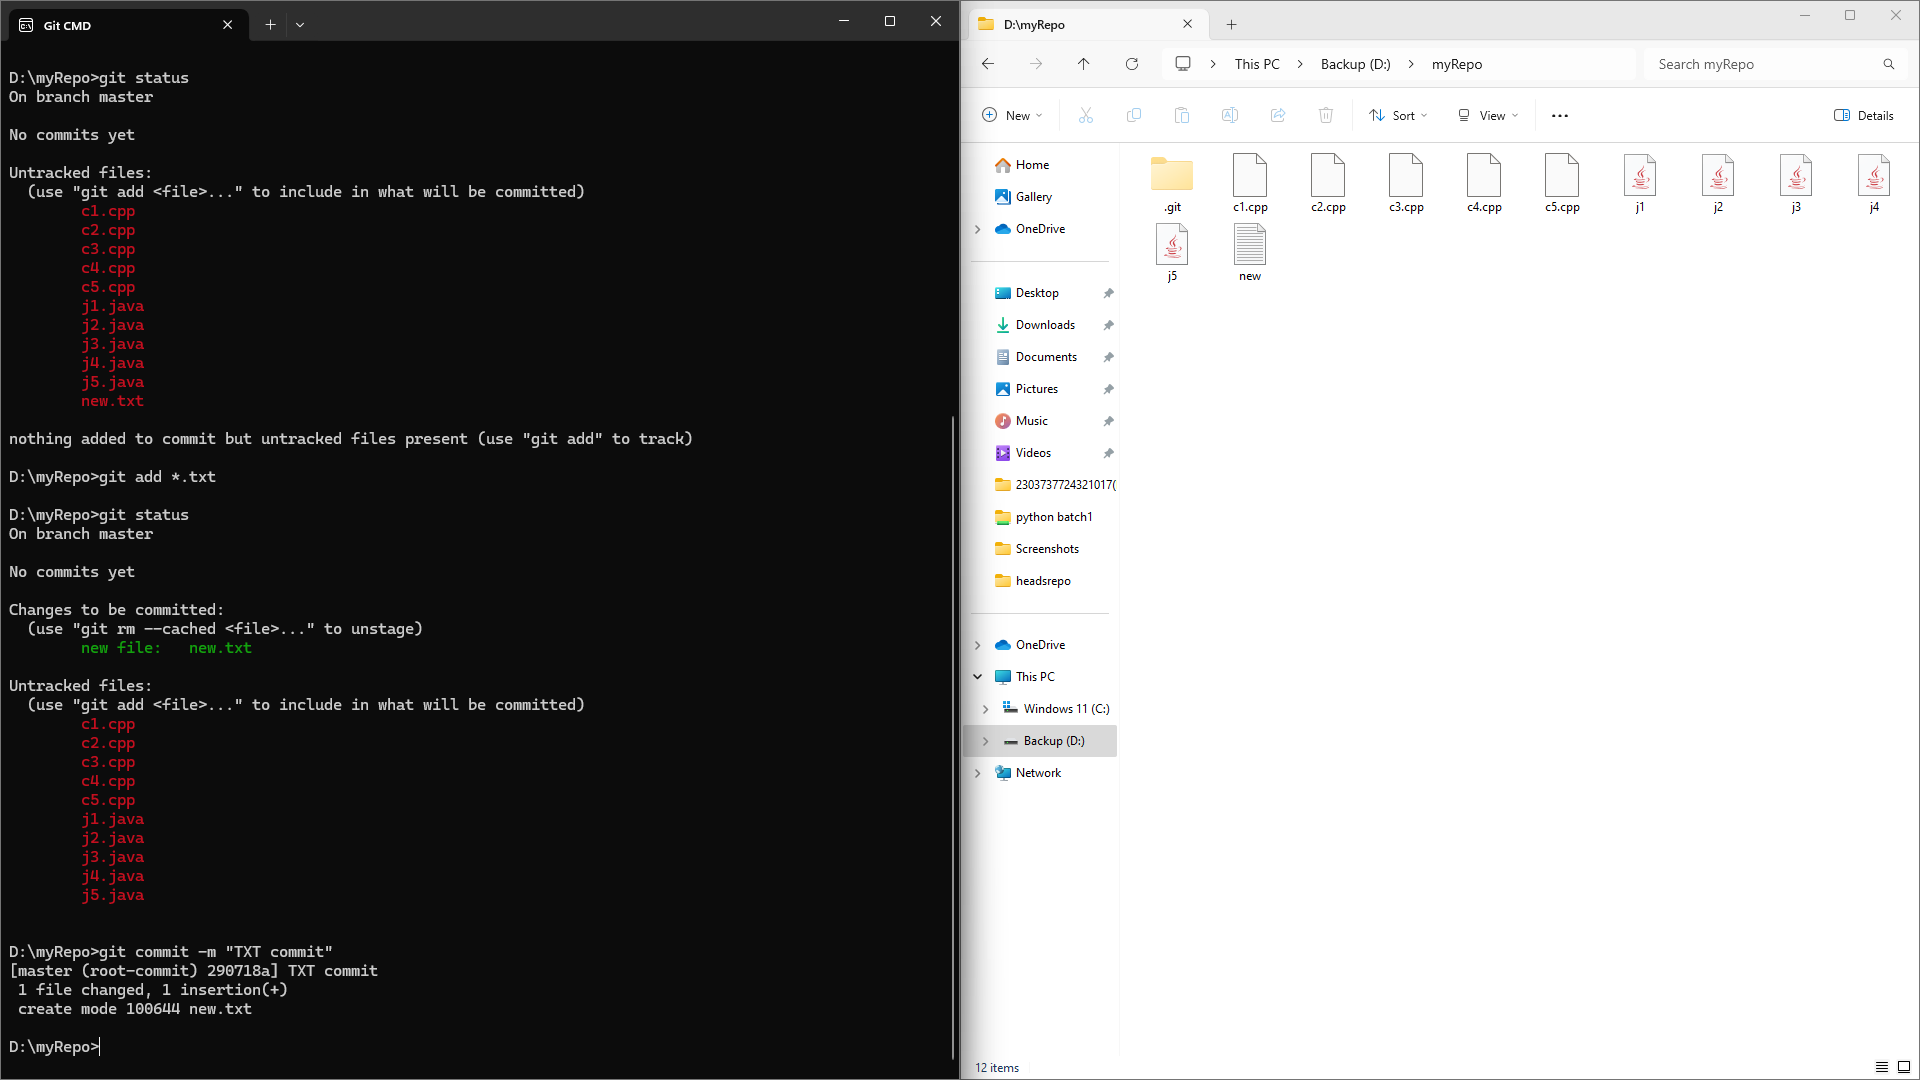 Git CMD
D:\myRepo>git status
On branch master
No commits yet
Untracked files:
(use "git add <file>..." to include in what will be committed)
c1.cpp
c2.cpp
c3.cpp
c4.cpp
c5.cpp
j1.java
j2.java
j3.java
j4.java
j5.java
new.txt
nothing added to commit but untracked files present (use "git add" to track)
D:\myRepo>git add *.txt
D:\myRepo>git status
On branch master
No commits yet
Changes to be committed:
(use "git rm --cached <file>..." to unstage)
new file:   new.txt
Untracked files:
(use "git add <file>..." to include in what will be committed)
c1.cpp
c2.cpp
c3.cpp
c4.cpp
c5.cpp
j1.java
j2.java
j3.java
j4.java
j5.java
D:\myRepo>git commit -m "TXT commit"
[master (root-commit) 290718a] TXT commit
1 file changed, 1 insertion(+)
create mode 100644 new.txt
D:\myRepo>
D:\myRepo
This PC > Backup (D:) > myRepo
Search myRepo
New
Sort
View
Details
Home
Gallery
OneDrive
Desktop
Downloads
Documents
Pictures
Music
Videos
2303737724321017(
python batch1
Screenshots
headsrepo
OneDrive
This PC
Windows 11 (C:)
Backup (D:)
Network
.git c1.cpp c2.cpp c3.cpp c4.cpp c5.cpp j1 j2 j3 j4
j5 new
12 items